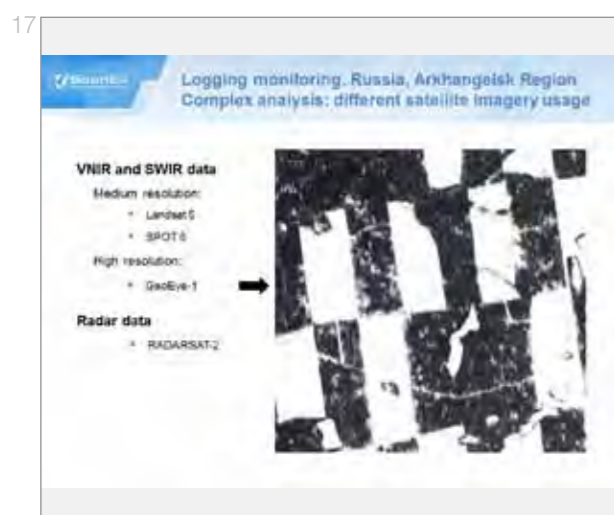 17
Logging monitoring. Russia, Arkhangelsk Region
Complex analysis: different satellite imagery usage
VNIR and SWIR data
Medium resolution:
• Landsat 5
• SPOT
High resolution:
• GeoEye-1
Radar data
• RADARSAT-2